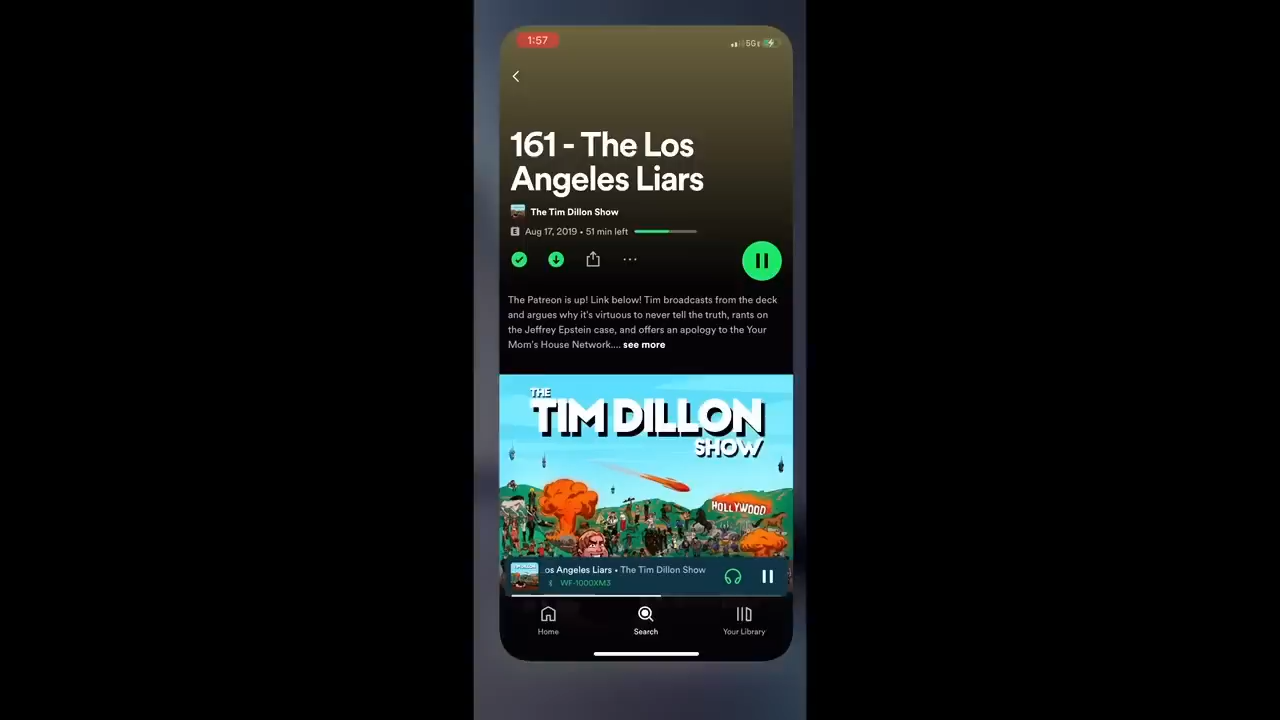 1:57
5G
161 - The Los
Angeles Liars
The Tim Dillon Show
E Aug 17, 2019 • 51 min left
The Patreon is up! Link below! Tim broadcasts from the deck
and argues why it's virtuous to never tell the truth, rants on
the Jeffrey Epstein case, and offers an apology to the Your
Mom's House Network.... see more
THE
TIM DILLON
SHOW
HOLLYWOOD
os Angeles Liars • The Tim Dillon Show
WF-1000XM3
Home
Search
Your Library